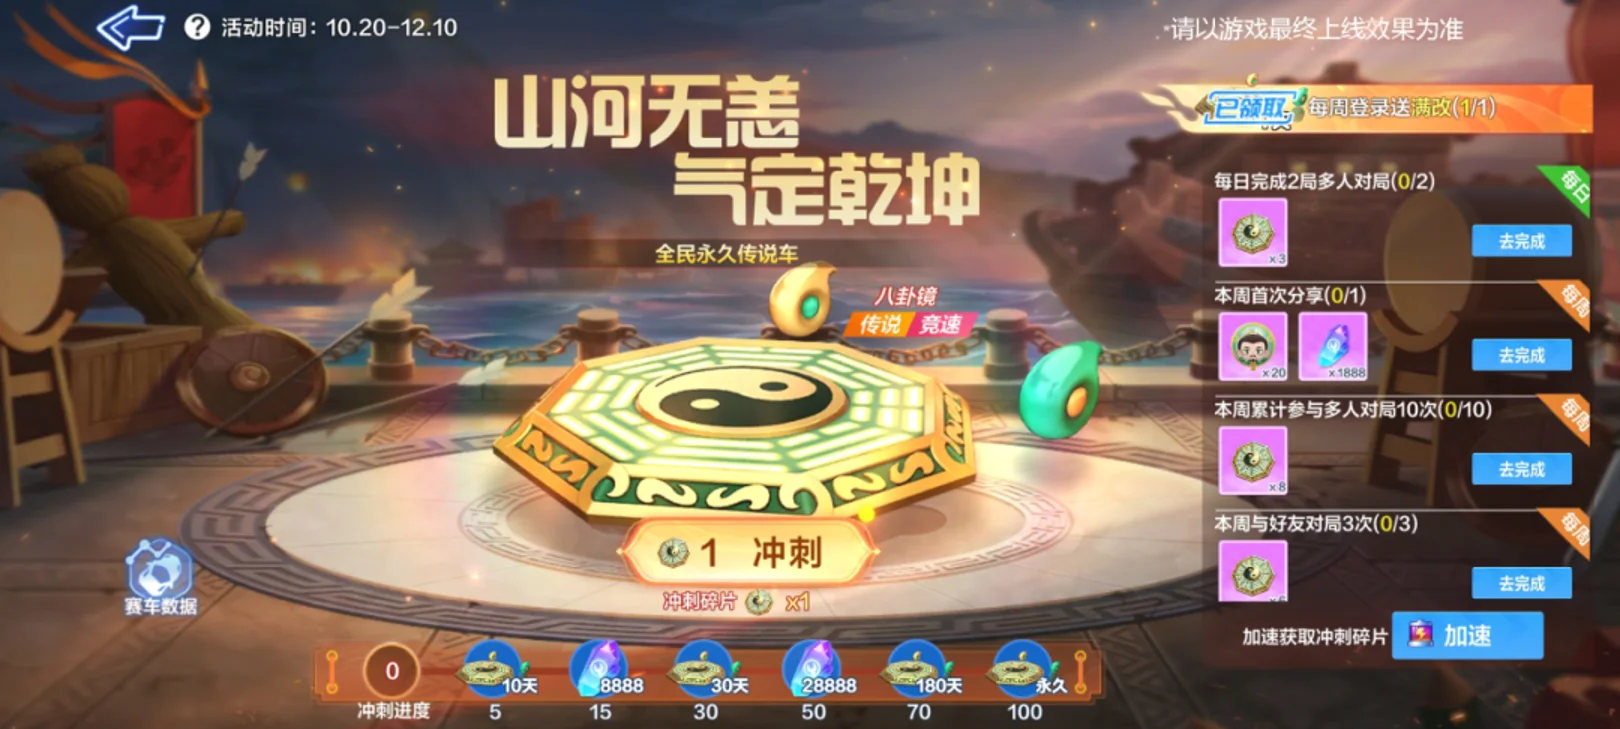 活动时间：10.20-12.10
*请以游戏最终上线效果为准
山河无恙
气定乾坤
全民永久传说车
八卦镜
传说 竞速
1 冲刺
冲刺碎片 x1
赛车数据
已领取 每周登录送满改(1/1)
每日完成2局多人对局(0/2)
每日
x3
去完成
本周首次分享(0/1)
每周
x20
x1888
去完成
本周累计参与多人对局10次(0/10)
每周
x8
去完成
本周与好友对局3次(0/3)
每周
x6
去完成
加速获取冲刺碎片 加速
0
10天 8888 30天 28888 180天 永久
冲刺进度 5 15 30 50 70 100